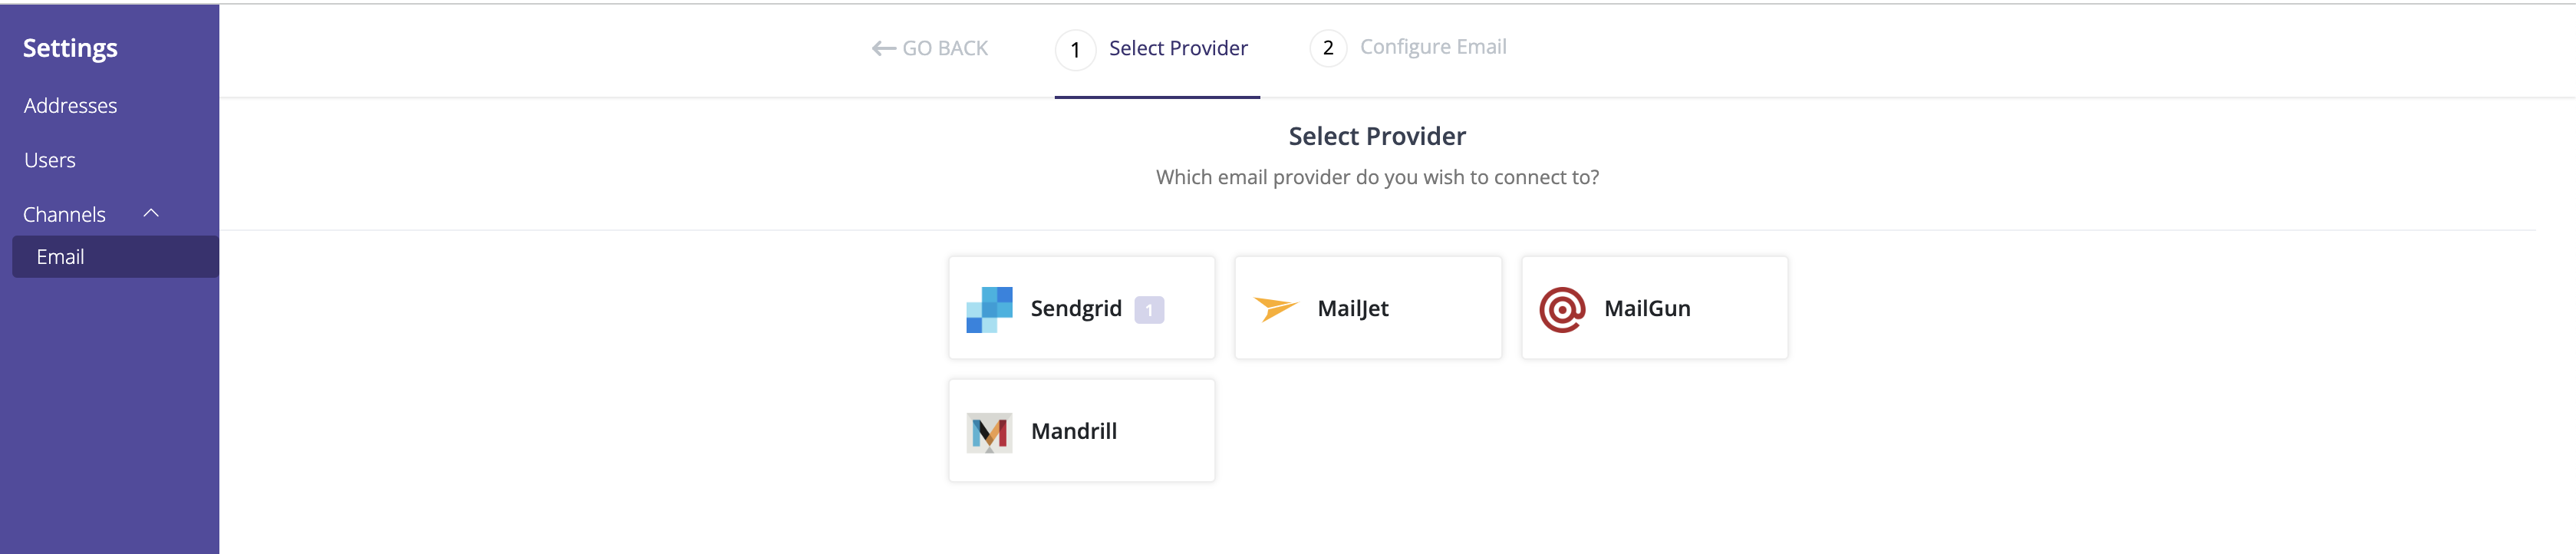 Settings
Addresses
Users
Channels
Email
GO BACK
1 Select Provider
2 Configure Email
Select Provider
Which email provider do you wish to connect to?
Sendgrid 1
MailJet
MailGun
Mandrill